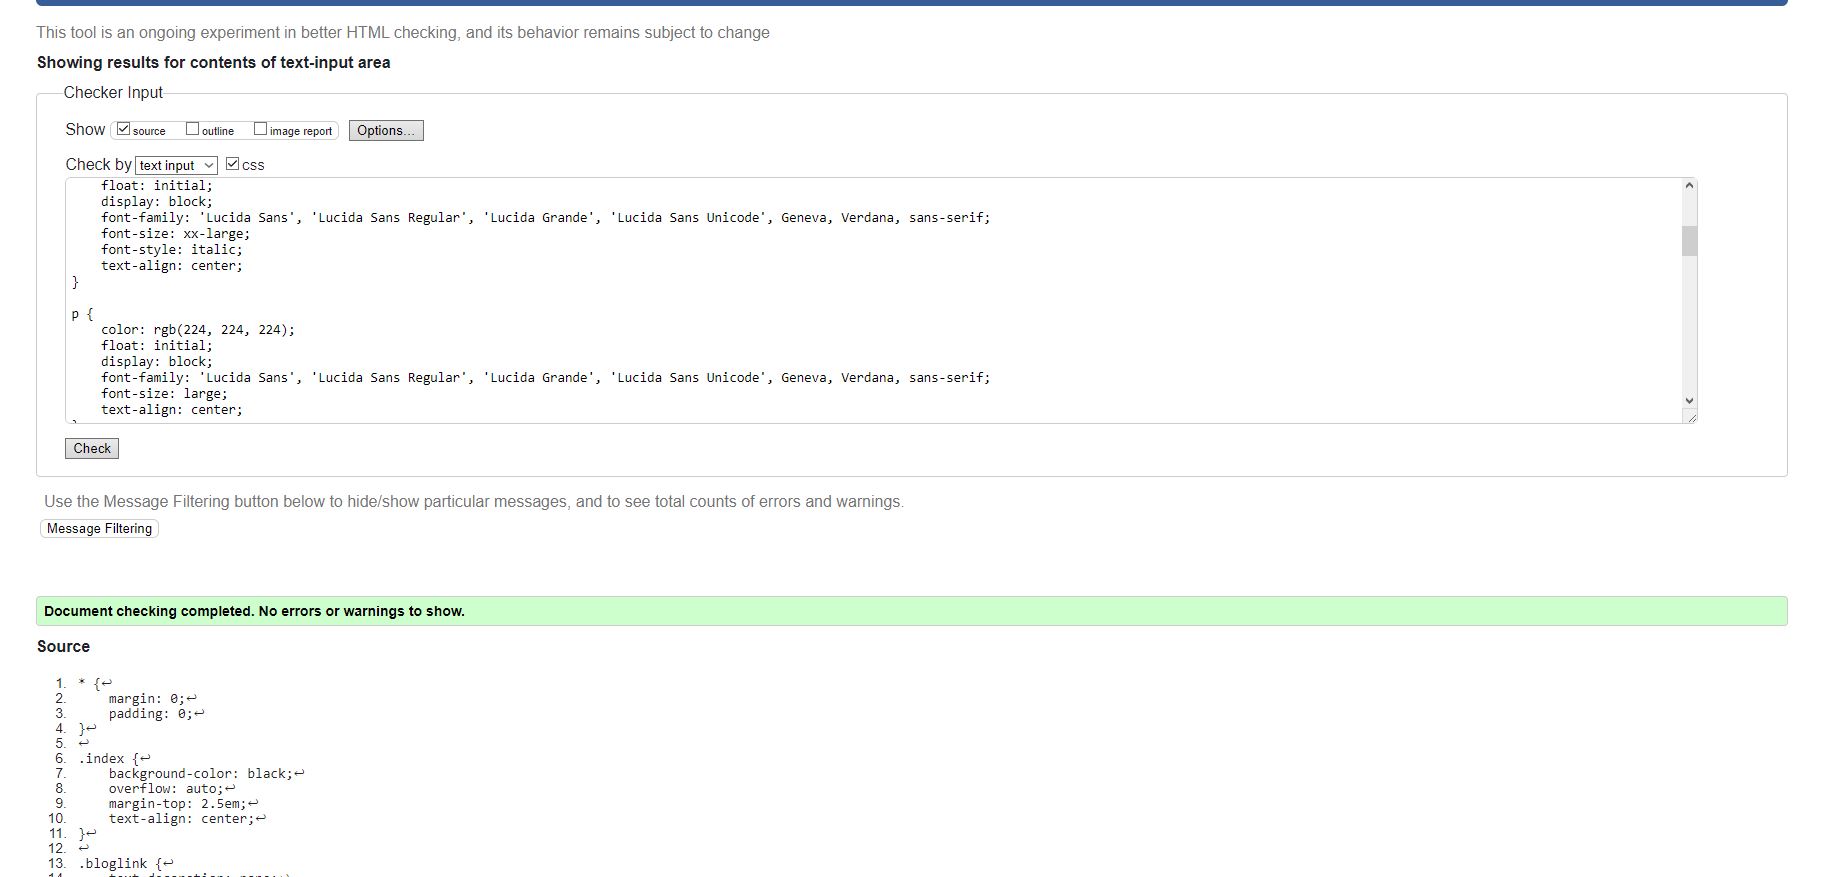 This tool is an ongoing experiment in better HTML checking, and its behavior remains subject to change
Showing results for contents of text-input area
Checker Input
Show source outline image report Options...
Check by text input css
float: initial;
display: block;
font-family: 'Lucida Sans', 'Lucida Sans Regular', 'Lucida Grande', 'Lucida Sans Unicode', Geneva, Verdana, sans-serif;
font-size: xx-large;
font-style: italic;
text-align: center;
}
p {
color: rgb(224, 224, 224);
float: initial;
display: block;
font-family: 'Lucida Sans', 'Lucida Sans Regular', 'Lucida Grande', 'Lucida Sans Unicode', Geneva, Verdana, sans-serif;
font-size: large;
text-align: center;
Check
Use the Message Filtering button below to hide/show particular messages, and to see total counts of errors and warnings.
Message Filtering
Document checking completed. No errors or warnings to show.
Source
1. * {↩
2. margin: 0;↩
3. padding: 0;↩
4. }↩
5. ↩
6. .index {↩
7. background-color: black;↩
8. overflow: auto;↩
9. margin-top: 2.5em;↩
10. text-align: center;↩
11. }↩
12. ↩
13. .bloglink {↩